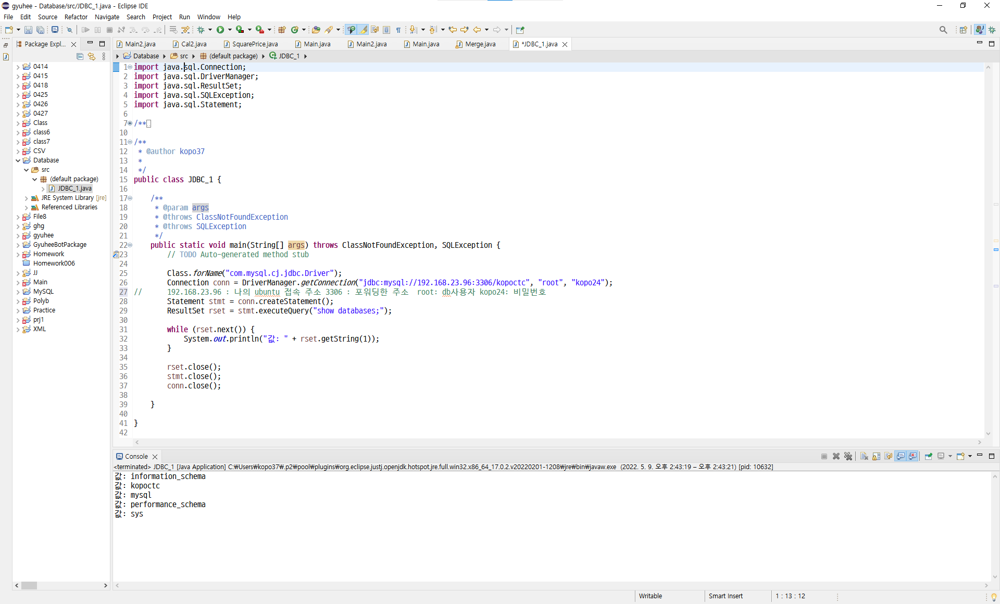 gyuhee - Database/src/JDBC_1.java - Eclipse IDE
File Edit Source Refactor Navigate Search Project Run Window Help
Package Expl...
Main2.java Cal2.java SquarePrice.java Main.java Main2.java Main.java Merge.java *JDBC_1.java
Database src (default package) JDBC_1
0414
0415
0418
0425
0426
0427
Class
class6
class7
CSV
Database
src
(default package)
JDBC_1.java
JRE System Library [jre]
Referenced Libraries
File8
ghg
gyuhee
GyuheeBotPackage
Homework
Homework006
JJ
Main
MySQL
Polyb
Practice
prj1
XML
1 import java.sql.Connection;
2 import java.sql.DriverManager;
3 import java.sql.ResultSet;
4 import java.sql.SQLException;
5 import java.sql.Statement;
6
7 /**
10
11 /**
12 * @author kopo37
13 *
14 */
15 public class JDBC_1 {
16
17 /**
18 * @param args
19 * @throws ClassNotFoundException
20 * @throws SQLException
21 */
22 public static void main(String[] args) throws ClassNotFoundException, SQLException {
23 // TODO Auto-generated method stub
24
25 Class.forName("com.mysql.cj.jdbc.Driver");
26 Connection conn = DriverManager.getConnection("jdbc:mysql://192.168.23.96:3306/kopoctc", "root", "kopo24");
27 // 192.168.23.96 : 나의 ubuntu 접속 주소 3306 : 포워딩한 주소 root: db사용자 kopo24: 비밀번호
28 Statement stmt = conn.createStatement();
29 ResultSet rset = stmt.executeQuery("show databases;");
30
31 while (rset.next()) {
32 System.out.println("값: " + rset.getString(1));
33 }
34
35 rset.close();
36 stmt.close();
37 conn.close();
38
39 }
40
41 }
42
Console
<terminated> JDBC_1 [Java Application] C:₩Users₩kopo37₩.p2₩pool₩plugins₩org.eclipse.justj.openjdk.hotspot.jre.full.win32.x86_64_17.0.2.v20220201-1208₩jre₩bin₩javaw.exe (2022. 5. 9. 오후 2:43:19 – 오후 2:43:21) [pid: 10632]
값: information_schema
값: kopoctc
값: mysql
값: performance_schema
값: sys
Writable Smart Insert 1 : 13 : 12